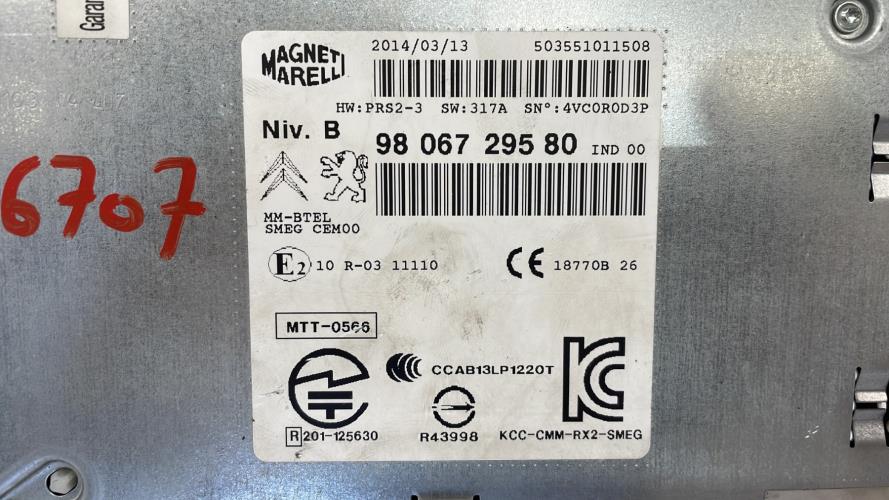 Garan
MAGNETI MARELLI
2014/03/13 503551011508
HW:PRS2-3 SW:317A SN°:4VC0R0D3P
Niv. B 98 067 295 80 IND 00
MM-BTEL
SMEG CEM00
E2 10 R-03 11110 CE 18770B 26
MTT-0566
CCC CCAB13LP1220T
R 201-125630 R43998 KCC-CMM-RX2-SMEG
6707